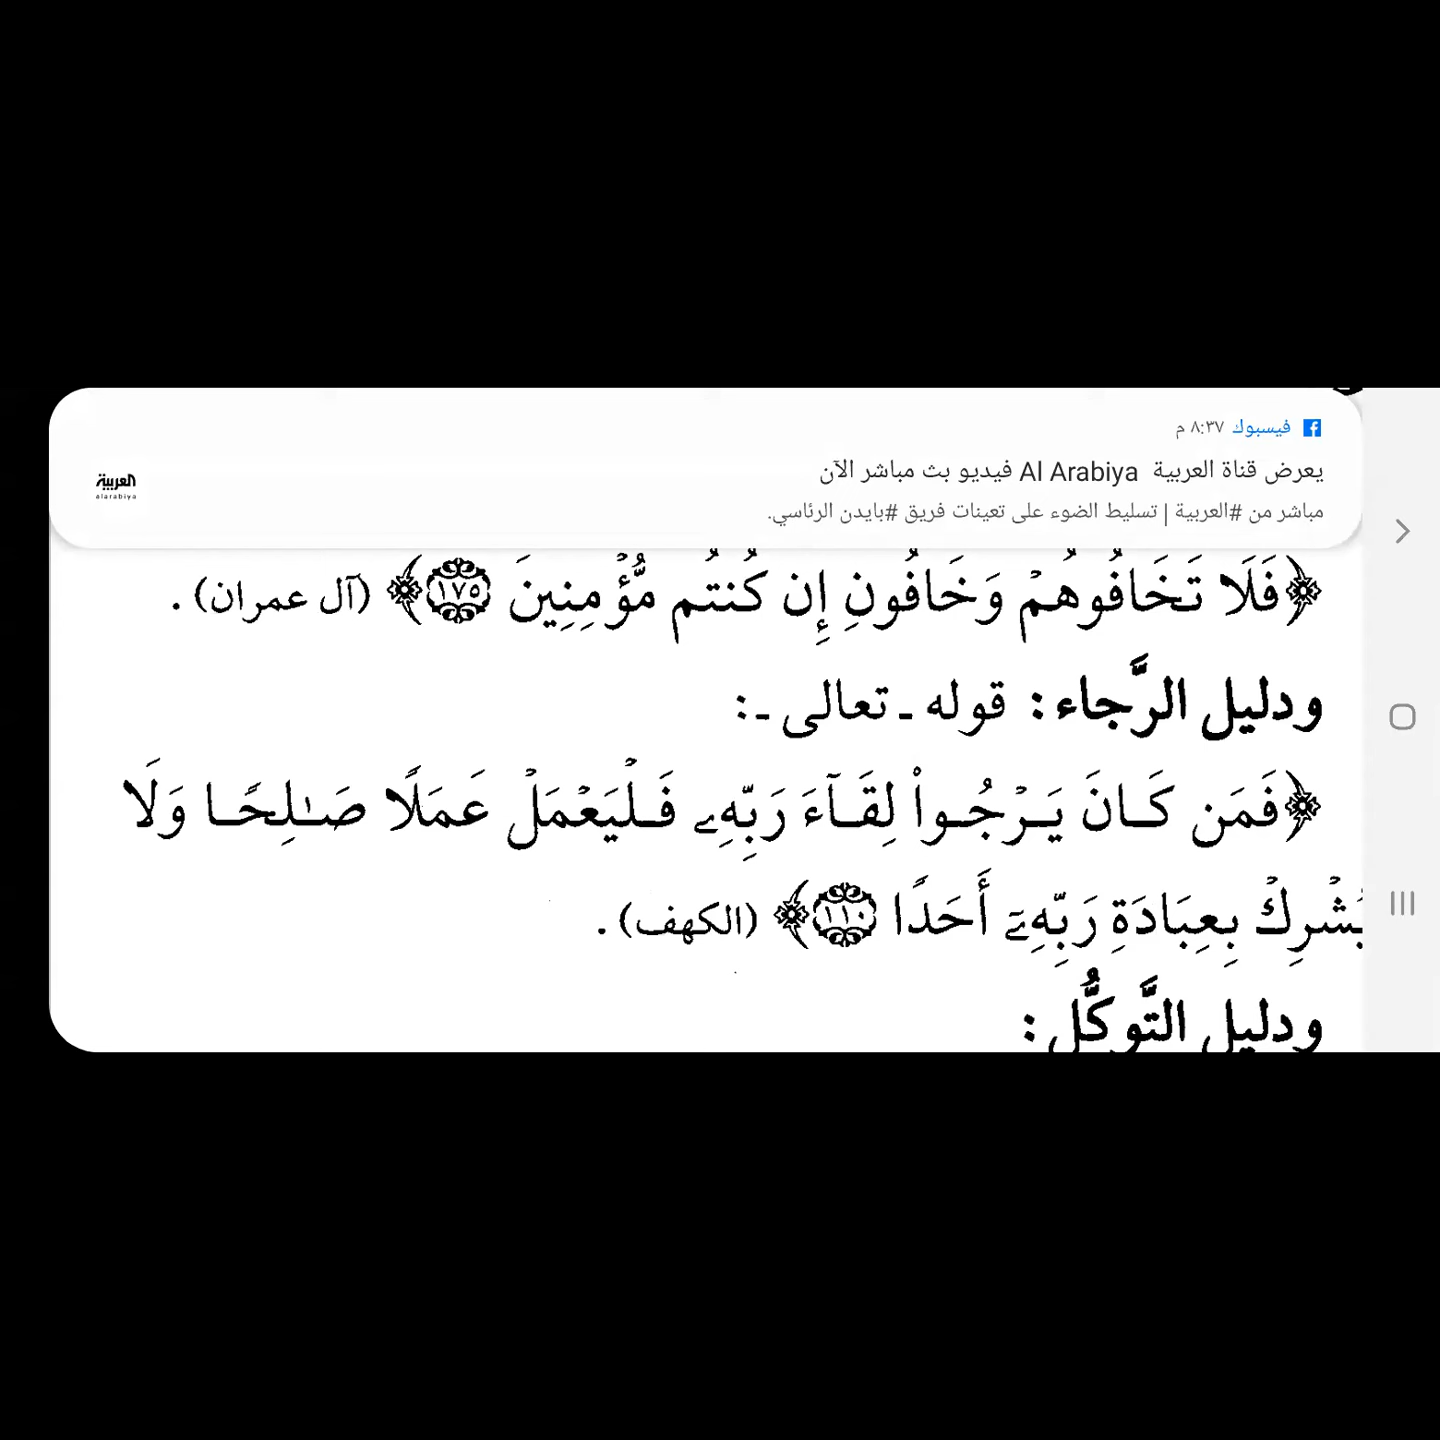 فيسبوك ٨:٣٧ م
يعرض قناة العربية Al Arabiya فيديو بث مباشر الآن
مباشر من #العربية | تسليط الضوء على تعينات فريق #بايدن الرئاسي.
العربية
alarabiya
﴿فَلَا تَخَافُوهُمْ وَخَافُونِ إِن كُنتُم مُّؤْمِنِينَ ١٧٥﴾ (آل عمران) .
ودليل الرَّجاء: قوله ـ تعالى ـ:
﴿فَمَن كَانَ يَرْجُواْ لِقَآءَ رَبِّهِۦ فَلْيَعْمَلْ عَمَلًا صَٰلِحًا وَلَا
يُشْرِكْ بِعِبَادَةِ رَبِّهِۦٓ أَحَدًا ١١٠﴾ (الكهف) .
ودليل التَّوكُّل: